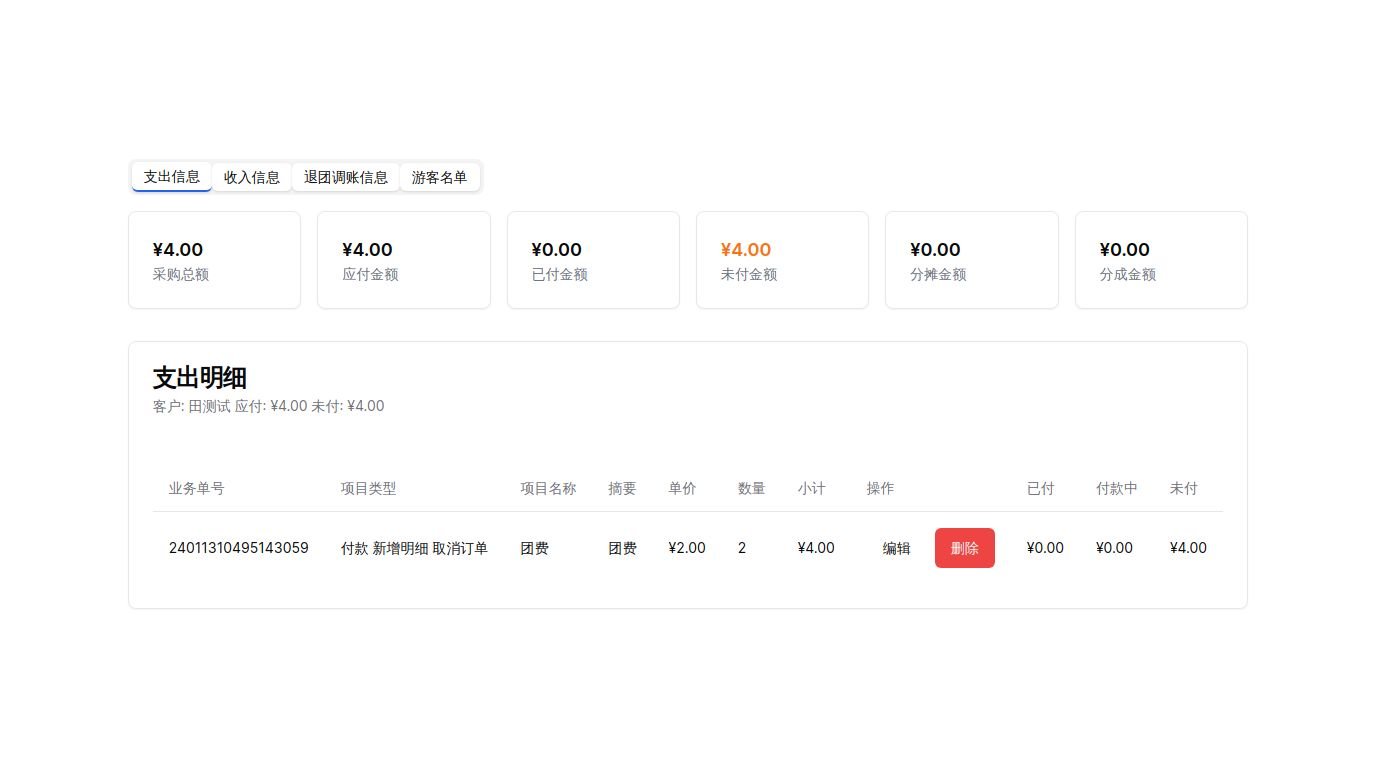 支出信息 收入信息 退团调账信息 游客名单
¥4.00 ¥4.00 ¥0.00 ¥4.00 ¥0.00 ¥0.00
采购总额 应付金额 已付金额 未付金额 分摊金额 分成金额
支出明细
客户: 田测试 应付: ¥4.00 未付: ¥4.00
业务单号 项目类型 项目名称 摘要 单价 数量 小计 操作 已付 付款中 未付
24011310495143059 付款 新增明细 取消订单 团费 团费 ¥2.00 2 ¥4.00 编辑 删除 ¥0.00 ¥0.00 ¥4.00